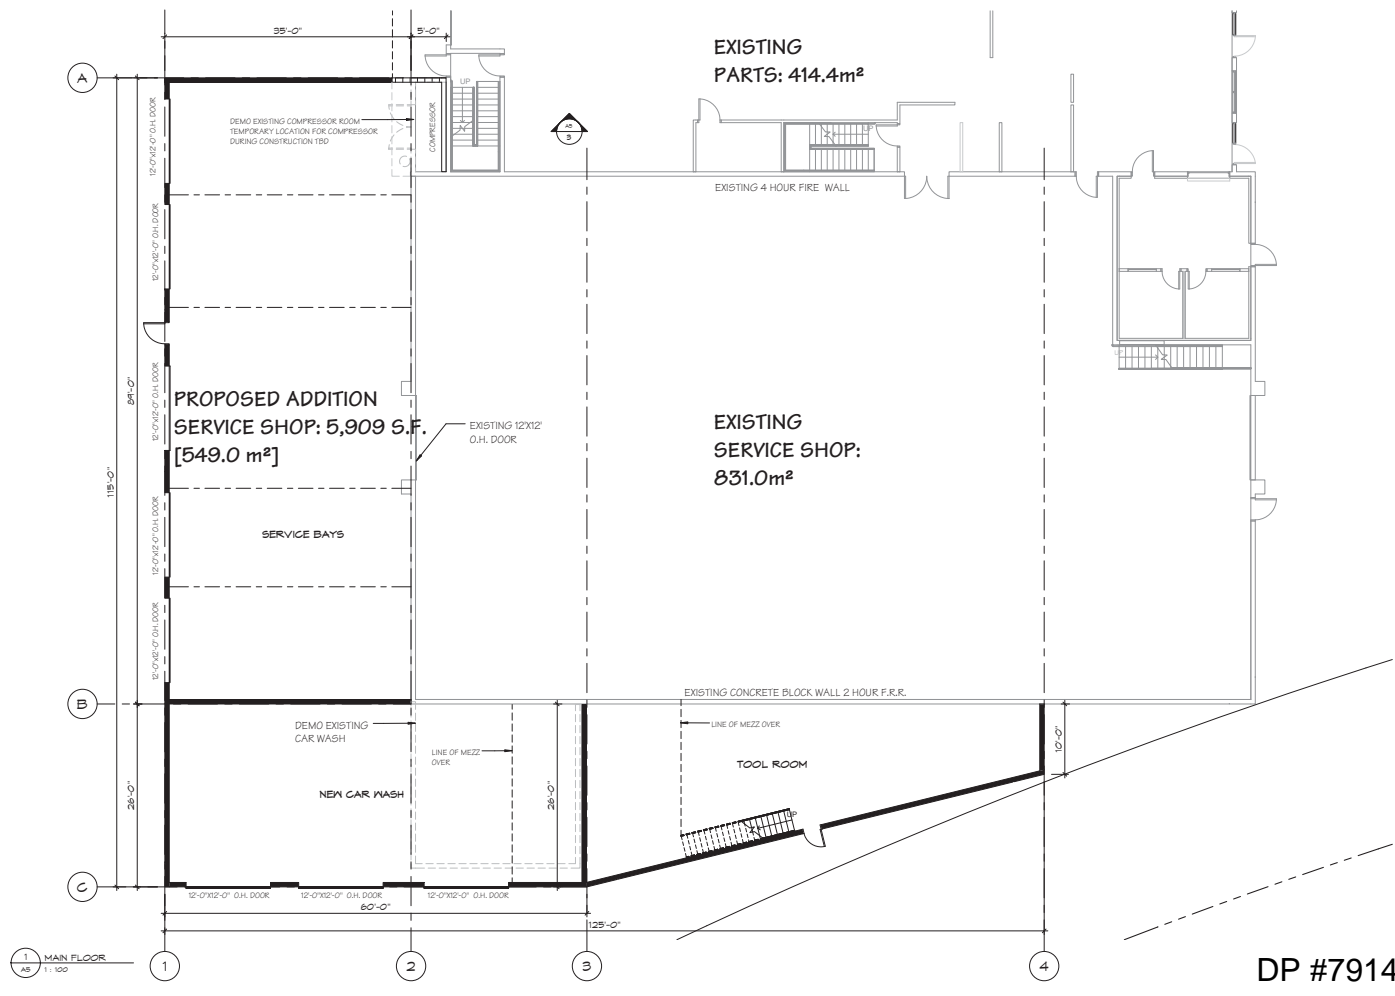 35'-0"
5'-0"
EXISTING
PARTS: 414.4m²
A
UP
DEMO EXISTING COMPRESSOR ROOM
TEMPORARY LOCATION FOR COMPRESSOR
DURING CONSTRUCTION TBD
COMPRESSOR
12'-0"X12'-0" O.H. DOOR
A5
3
UP
EXISTING 4 HOUR FIRE WALL
12'-0"X12'-0" O.H. DOOR
UP
89'-0"
115'-0"
12'-0"X12'-0" O.H. DOOR
PROPOSED ADDITION
SERVICE SHOP: 5,909 S.F.
[549.0 m²]
EXISTING 12'X12'
O.H. DOOR
EXISTING
SERVICE SHOP:
831.0m²
12'-0"X12'-0" O.H. DOOR
SERVICE BAYS
12'-0"X12'-0" O.H. DOOR
B
EXISTING CONCRETE BLOCK WALL 2 HOUR F.R.R.
DEMO EXISTING
CAR WASH
LINE OF MEZZ
OVER
LINE OF MEZZ OVER
10'-0"
TOOL ROOM
26'-0"
NEW CAR WASH
26'-0"
UP
C
12'-0"X12'-0" O.H. DOOR
12'-0"X12'-0" O.H. DOOR
12'-0"X12'-0" O.H. DOOR
60'-0"
125'-0"
1
A5
MAIN FLOOR
1 : 100
1
2
3
4
DP #7914